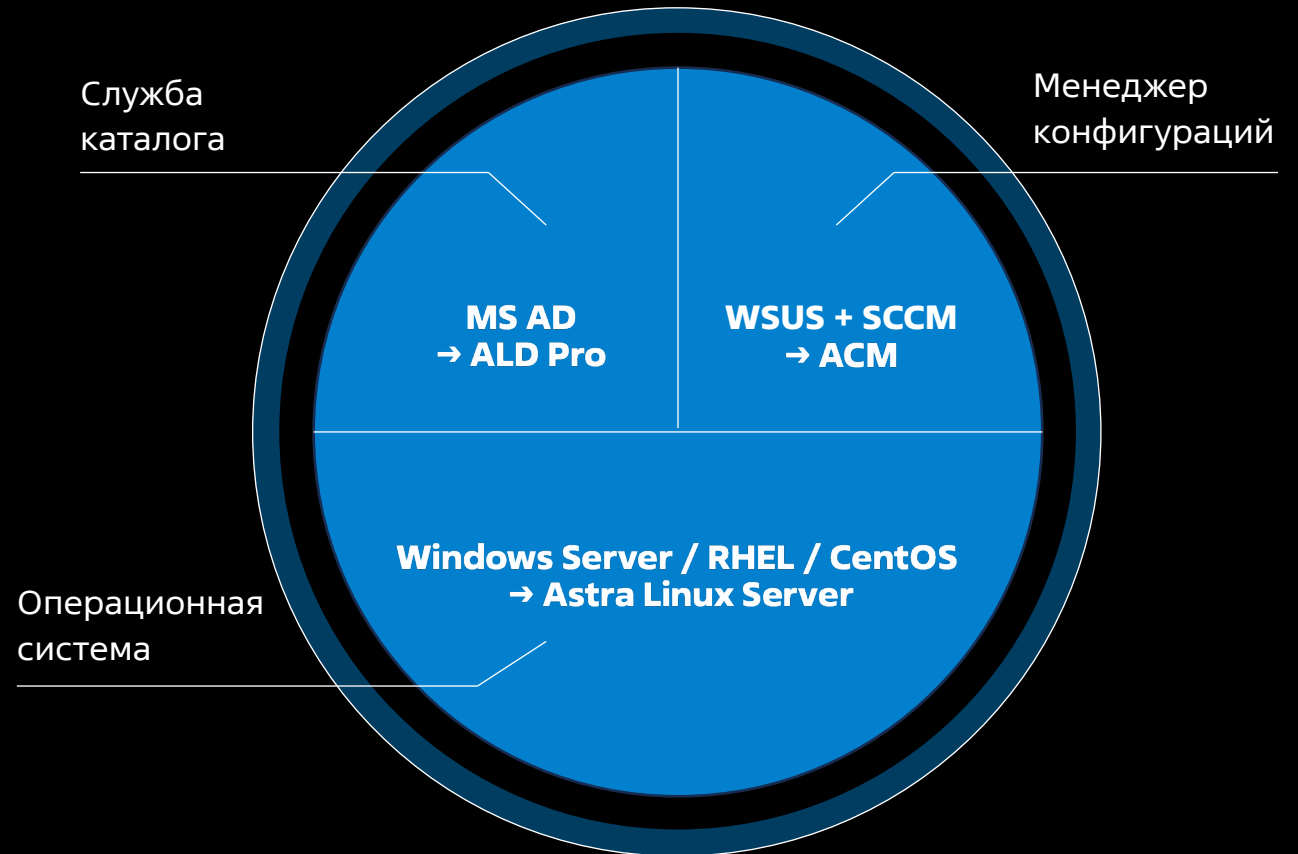 Служба
каталога
Менеджер
конфигураций
MS AD
→ ALD Pro
WSUS + SCCM
→ ACM
Windows Server / RHEL / CentOS
→ Astra Linux Server
Операционная
система